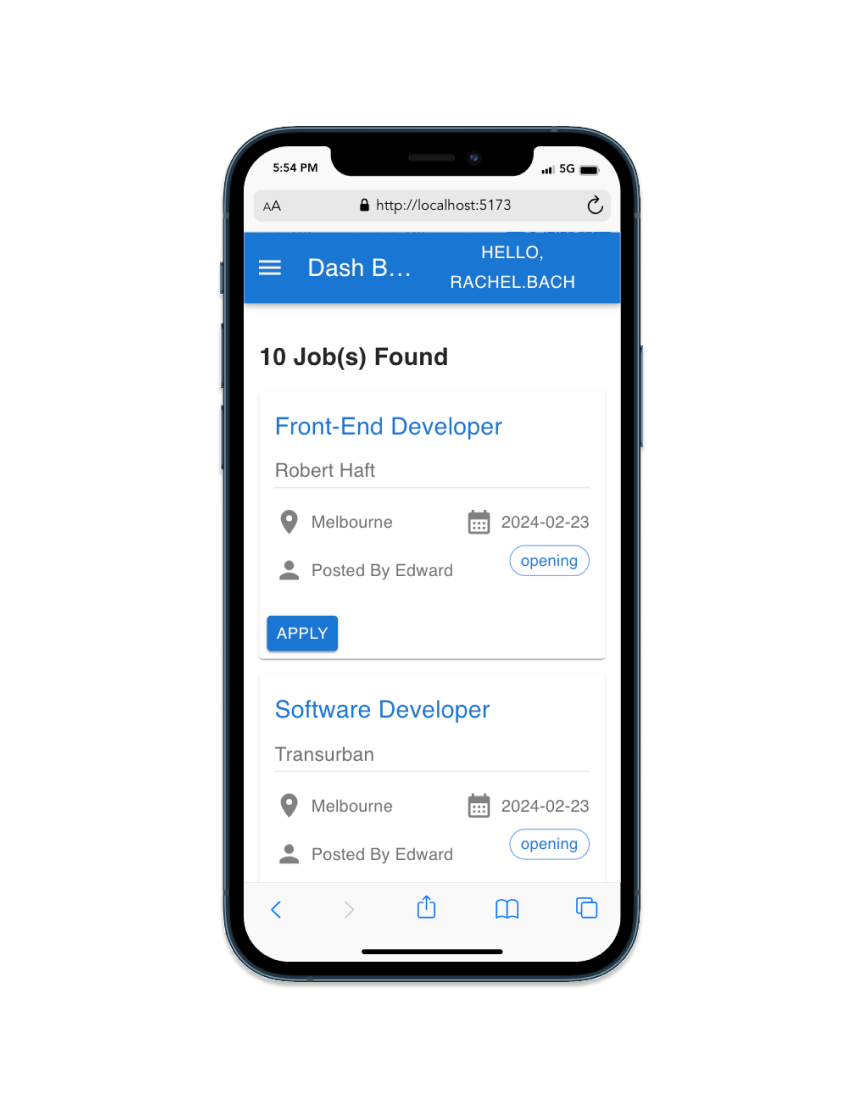 5:54 PM
5G
AA
http://localhost:5173
Dash B...
HELLO,
RACHEL.BACH
10 Job(s) Found
Front-End Developer
Robert Haft
Melbourne
2024-02-23
Posted By Edward
opening
APPLY
Software Developer
Transurban
Melbourne
2024-02-23
Posted By Edward
opening